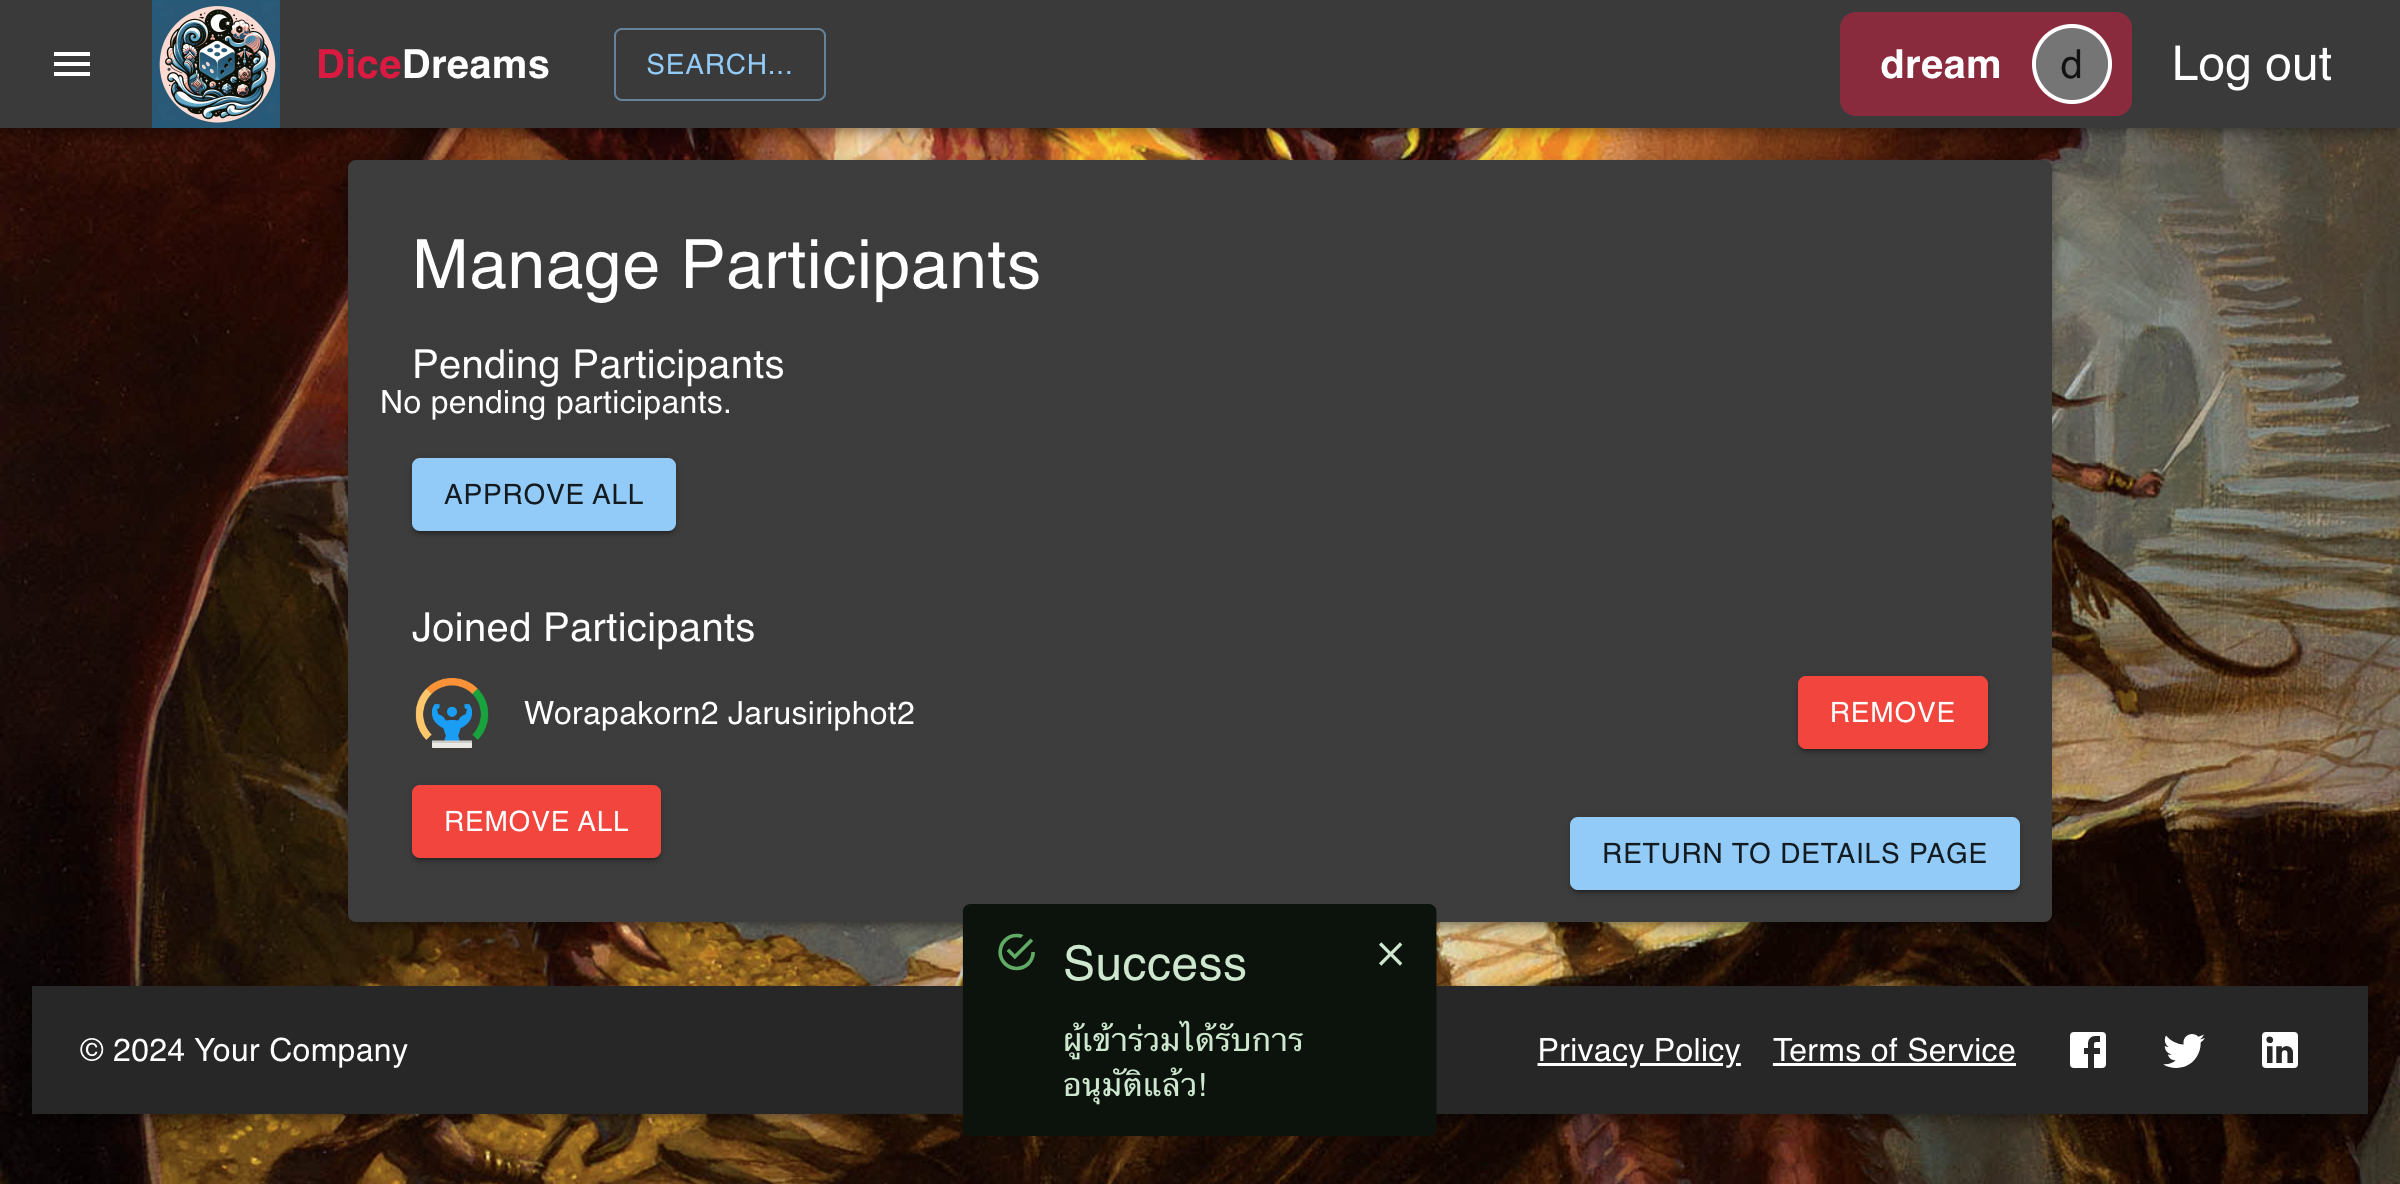 DiceDreams
SEARCH...
dream
d
Log out
Manage Participants
Pending Participants
No pending participants.
APPROVE ALL
Joined Participants
Worapakorn2 Jarusiriphot2
REMOVE
REMOVE ALL
RETURN TO DETAILS PAGE
Success
ผู้เข้าร่วมได้รับการ
อนุมัติแล้ว!
© 2024 Your Company
Privacy Policy
Terms of Service